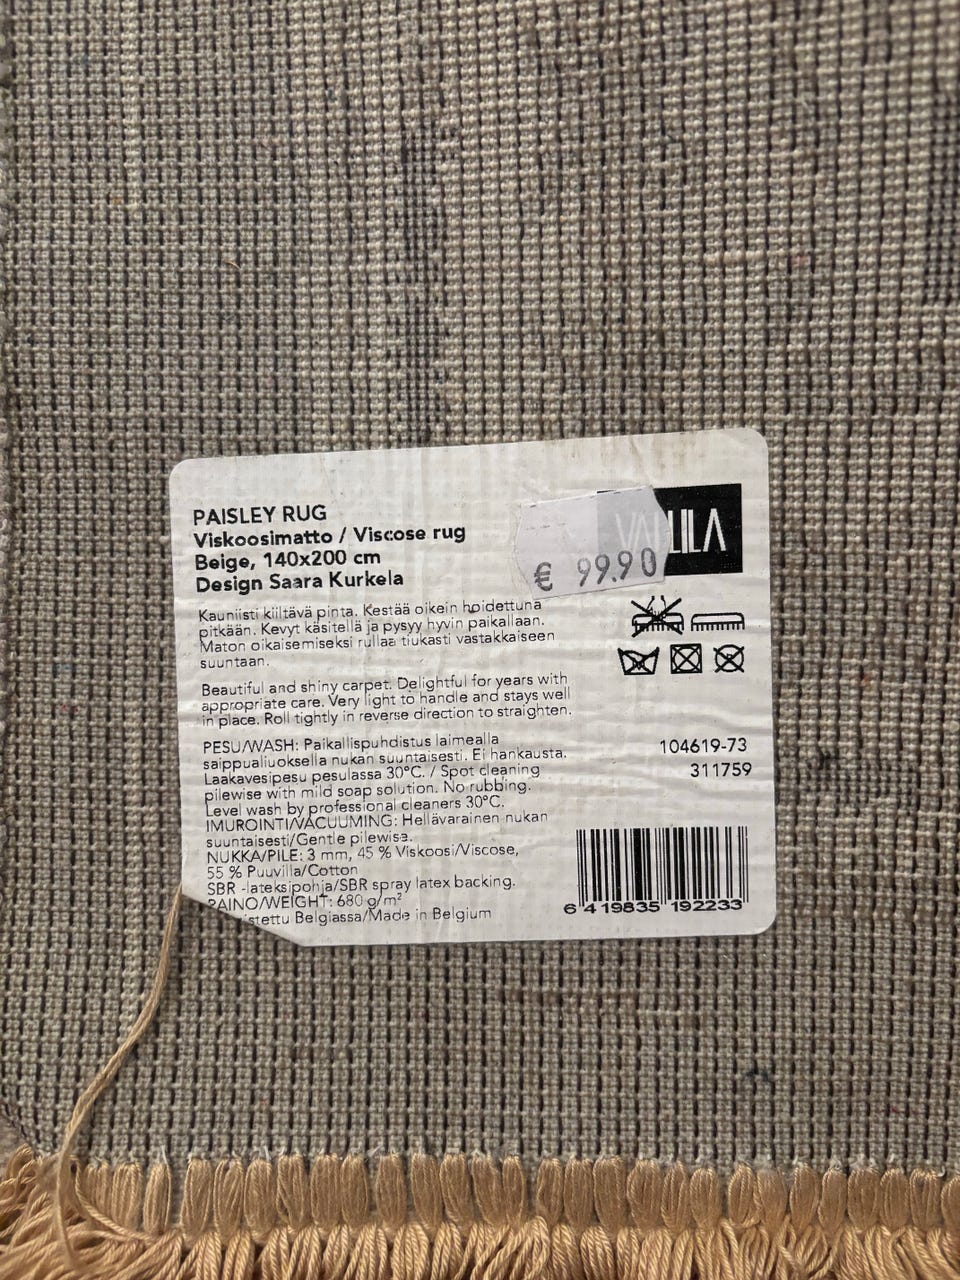 PAISLEY RUG
Viskoosimatto / Viscose rug
Beige, 140x200 cm
Design Saara Kurkela
€ 99.90
VALLILA
Kauniisti kiiltävä pinta. Kestää oikein hoidettuna
pitkään. Kevyt käsitellä ja pysyy hyvin paikallaan.
Maton oikaisemiseksi rullaa tiukasti vastakkaiseen
suuntaan.
Beautiful and shiny carpet. Delightful for years with
appropriate care. Very light to handle and stays well
in place. Roll tightly in reverse direction to straighten.
PESU/WASH: Paikallispuhdistus laimealla
saippualiuoksella nukan suuntaisesti. Ei hankausta.
Laakavesipesu pesulassa 30°C. / Spot cleaning
pilewise with mild soap solution. No rubbing.
Level wash by professional cleaners 30°C.
IMUROINTI/VACUUMING: Hellävarainen nukan
suuntaisesti/Gentle pilewise.
NUKKA/PILE: 3 mm, 45 % Viskoosi/Viscose,
55 % Puuvilla/Cotton
SBR -lateksipohja/SBR spray latex backing.
PAINO/WEIGHT: 680 g/m²
istettu Belgiassa/Made in Belgium
104619-73
311759
6 419835 192233